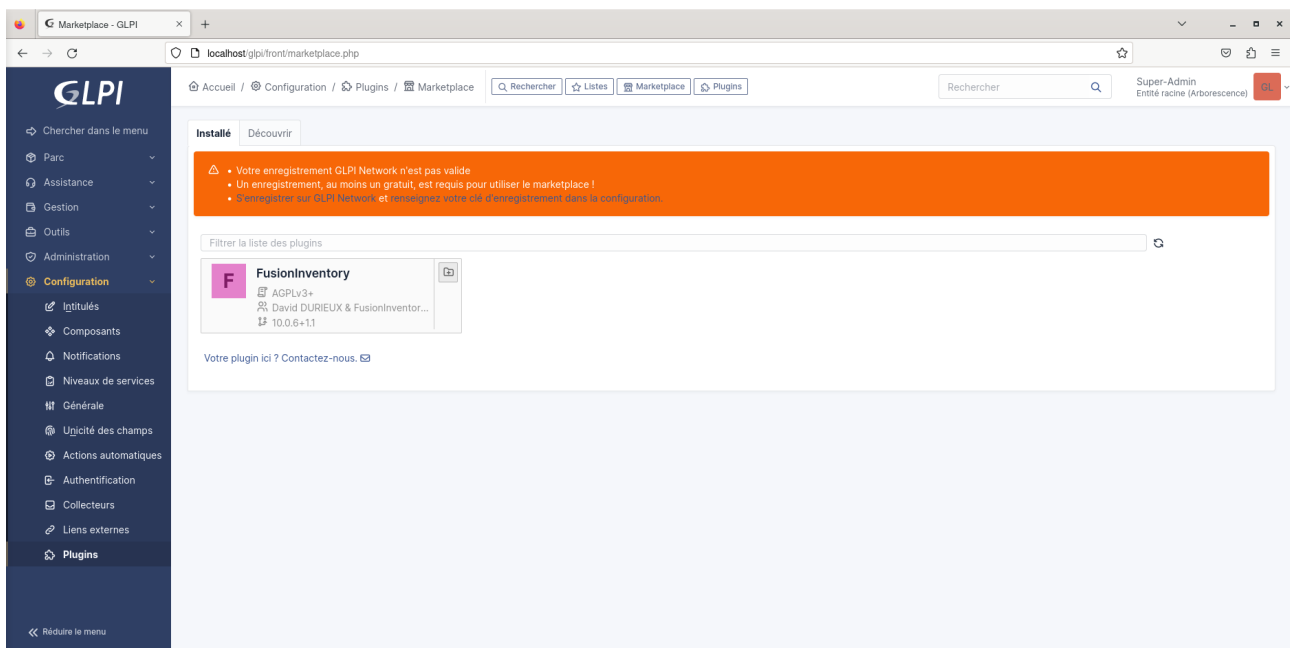 Marketplace - GLPI
localhost/glpi/front/marketplace.php
GLPI
Accueil / Configuration / Plugins / Marketplace
Rechercher
Listes
Marketplace
Plugins
Rechercher
Super-Admin
Entité racine (Arborescence)
GL
Chercher dans le menu
Parc
Assistance
Gestion
Outils
Administration
Configuration
Intitulés
Composants
Notifications
Niveaux de services
Générale
Unicité des champs
Actions automatiques
Authentification
Collecteurs
Liens externes
Plugins
Réduire le menu
Installé
Découvrir
• Votre enregistrement GLPI Network n'est pas valide
• Un enregistrement, au moins un gratuit, est requis pour utiliser le marketplace !
• S'enregistrer sur GLPI Network et renseignez votre clé d'enregistrement dans la configuration.
Filtrer la liste des plugins
F
FusionInventory
AGPLv3+
David DURIEUX & FusionInventor...
10.0.6+1.1
Votre plugin ici ? Contactez-nous.